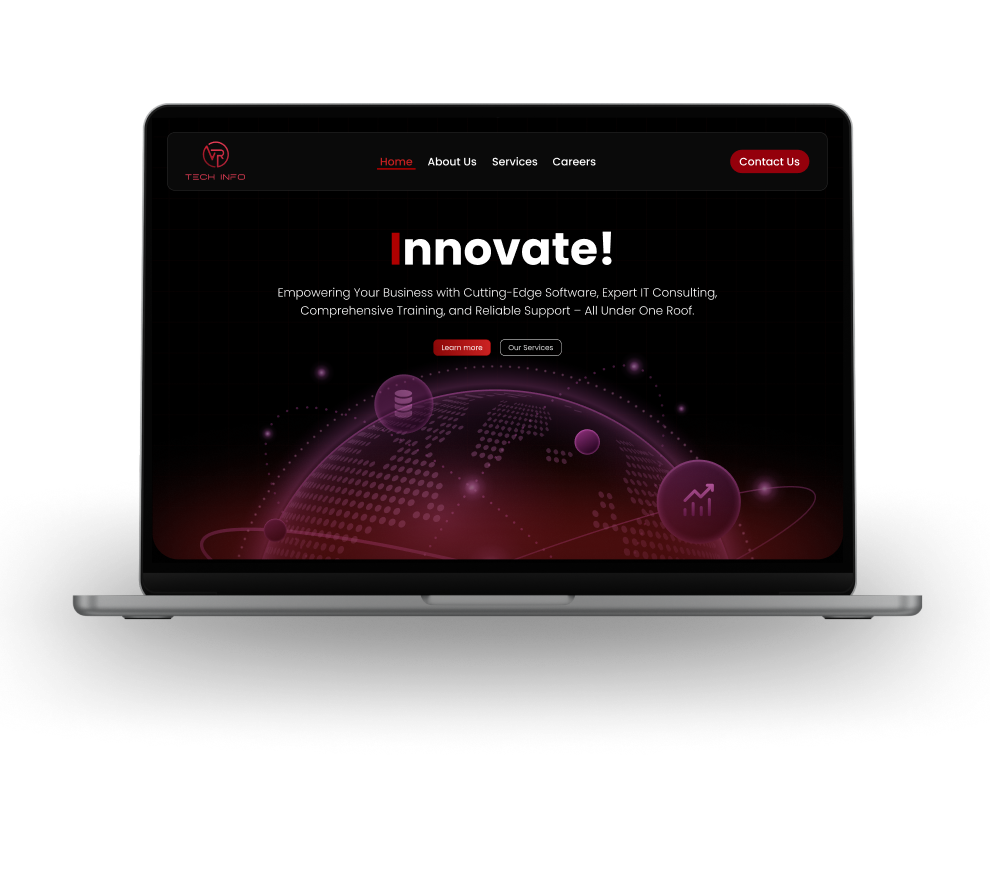 VR
TECH INFO
Home About Us Services Careers
Contact Us
Innovate!
Empowering Your Business with Cutting-Edge Software, Expert IT Consulting,
Comprehensive Training, and Reliable Support – All Under One Roof.
Learn more Our Services